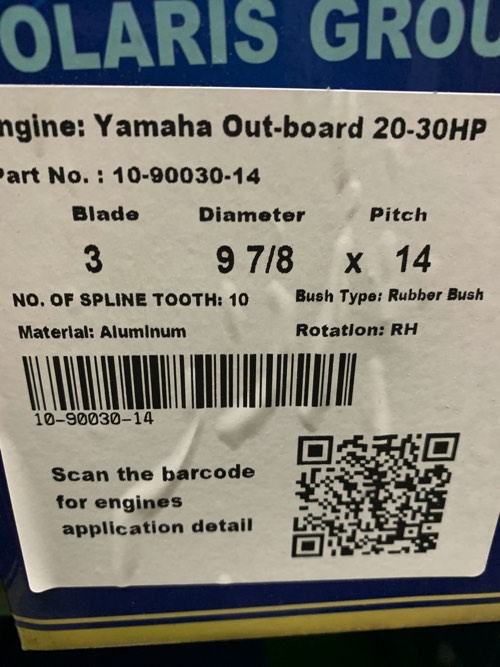 OLARIS GROU
ngine: Yamaha Out-board 20-30HP
Part No. : 10-90030-14
Blade Diameter Pitch
3 9 7/8 x 14
NO. OF SPLINE TOOTH: 10 Bush Type: Rubber Bush
Material: Aluminum Rotation: RH
10-90030-14
Scan the barcode
for engines
application detail